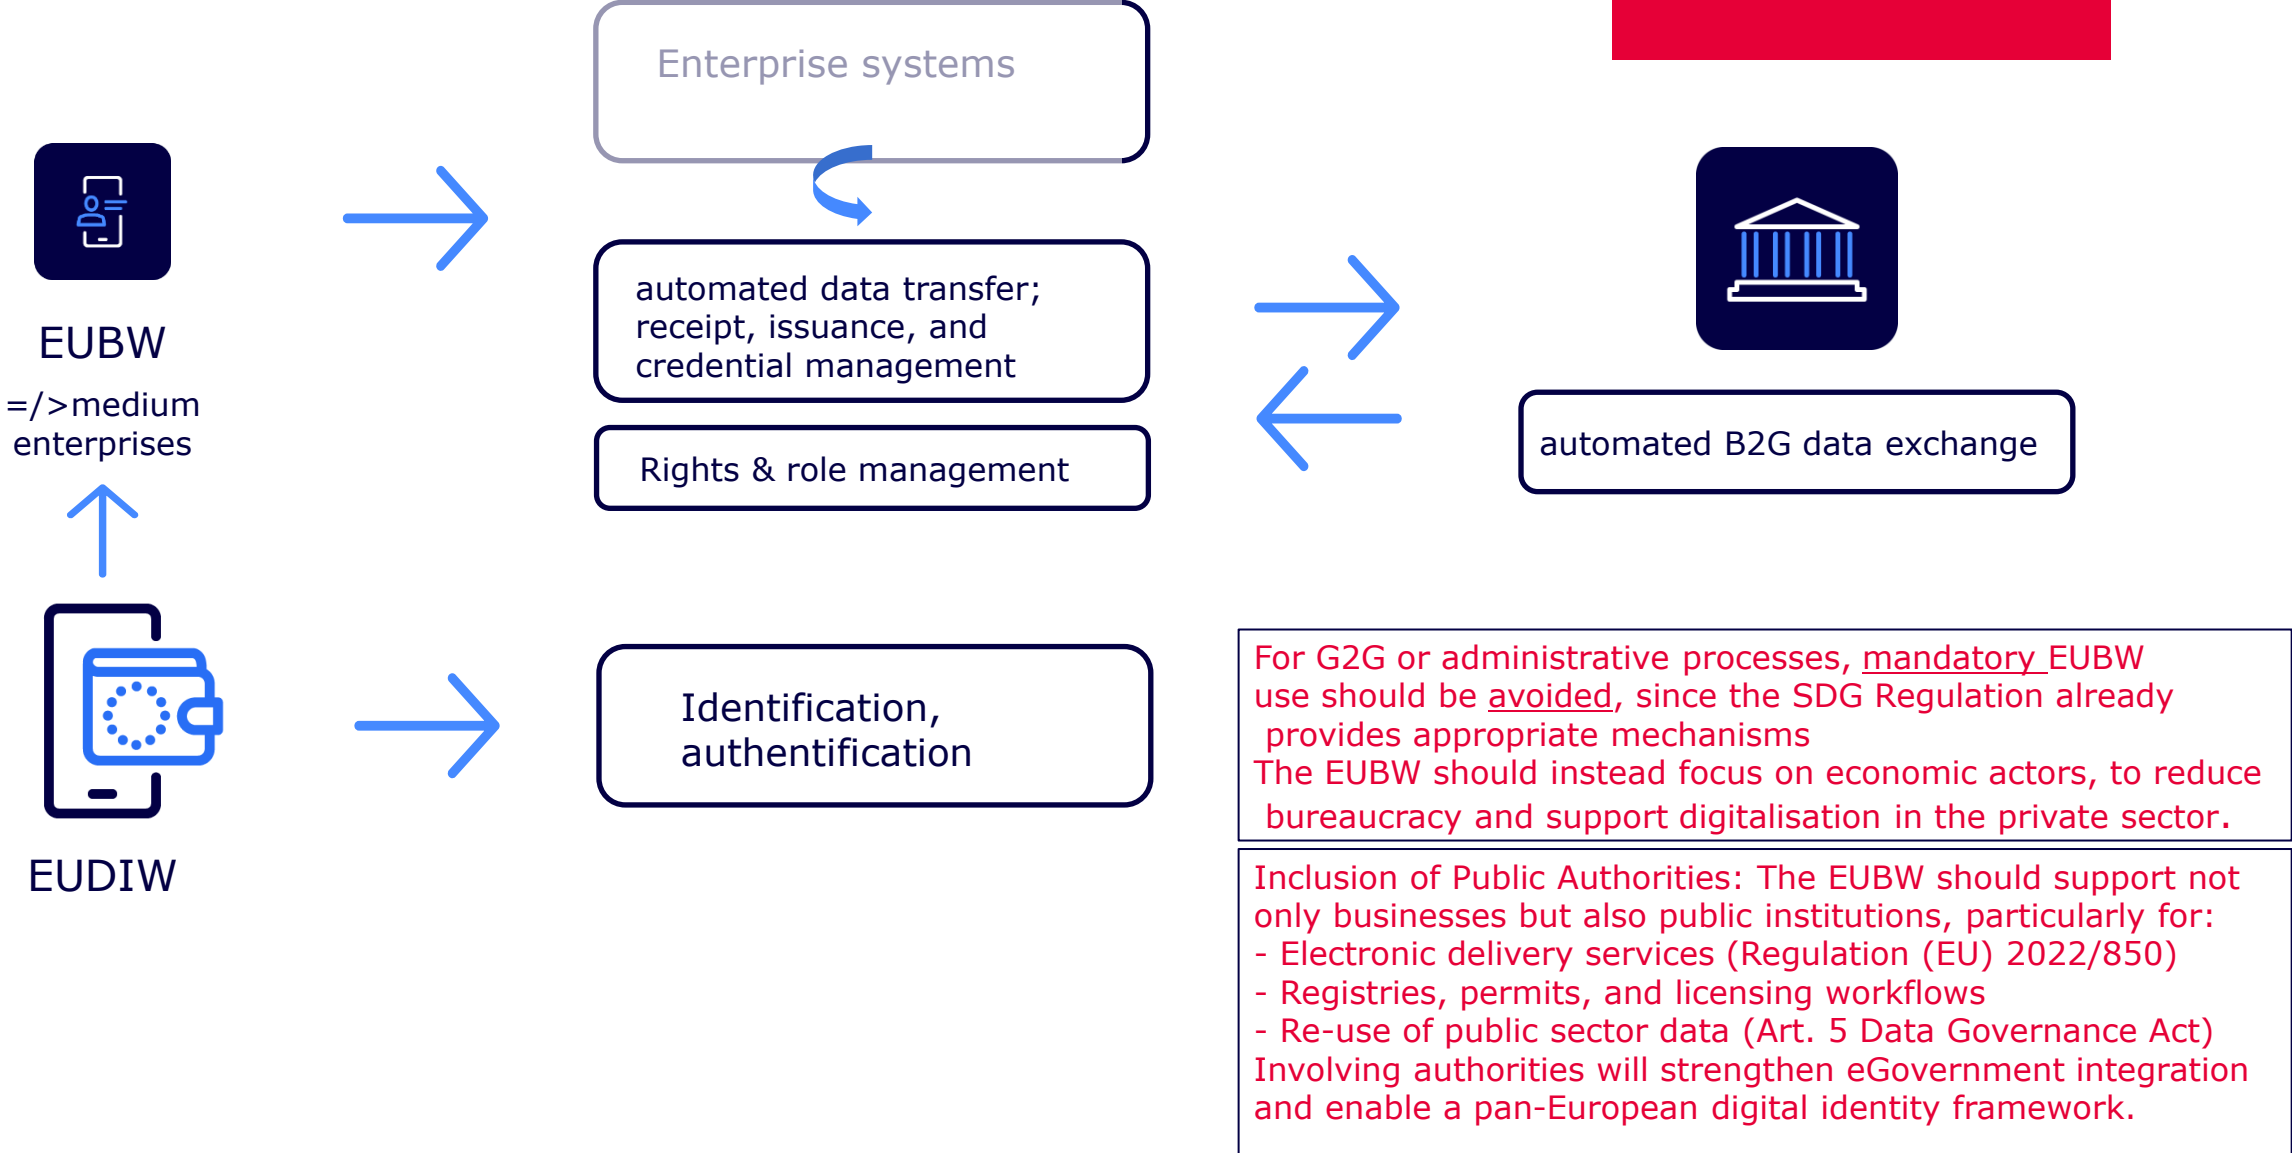 Enterprise systems
EUBW
=/>medium
enterprises
automated data transfer;
receipt, issuance, and
credential management
Rights & role management
automated B2G data exchange
EUDIW
Identification,
authentification
For G2G or administrative processes, mandatory EUBW
use should be avoided, since the SDG Regulation already
provides appropriate mechanisms
The EUBW should instead focus on economic actors, to reduce
bureaucracy and support digitalisation in the private sector.
Inclusion of Public Authorities: The EUBW should support not
only businesses but also public institutions, particularly for:
- Electronic delivery services (Regulation (EU) 2022/850)
- Registries, permits, and licensing workflows
- Re-use of public sector data (Art. 5 Data Governance Act)
Involving authorities will strengthen eGovernment integration
and enable a pan-European digital identity framework.